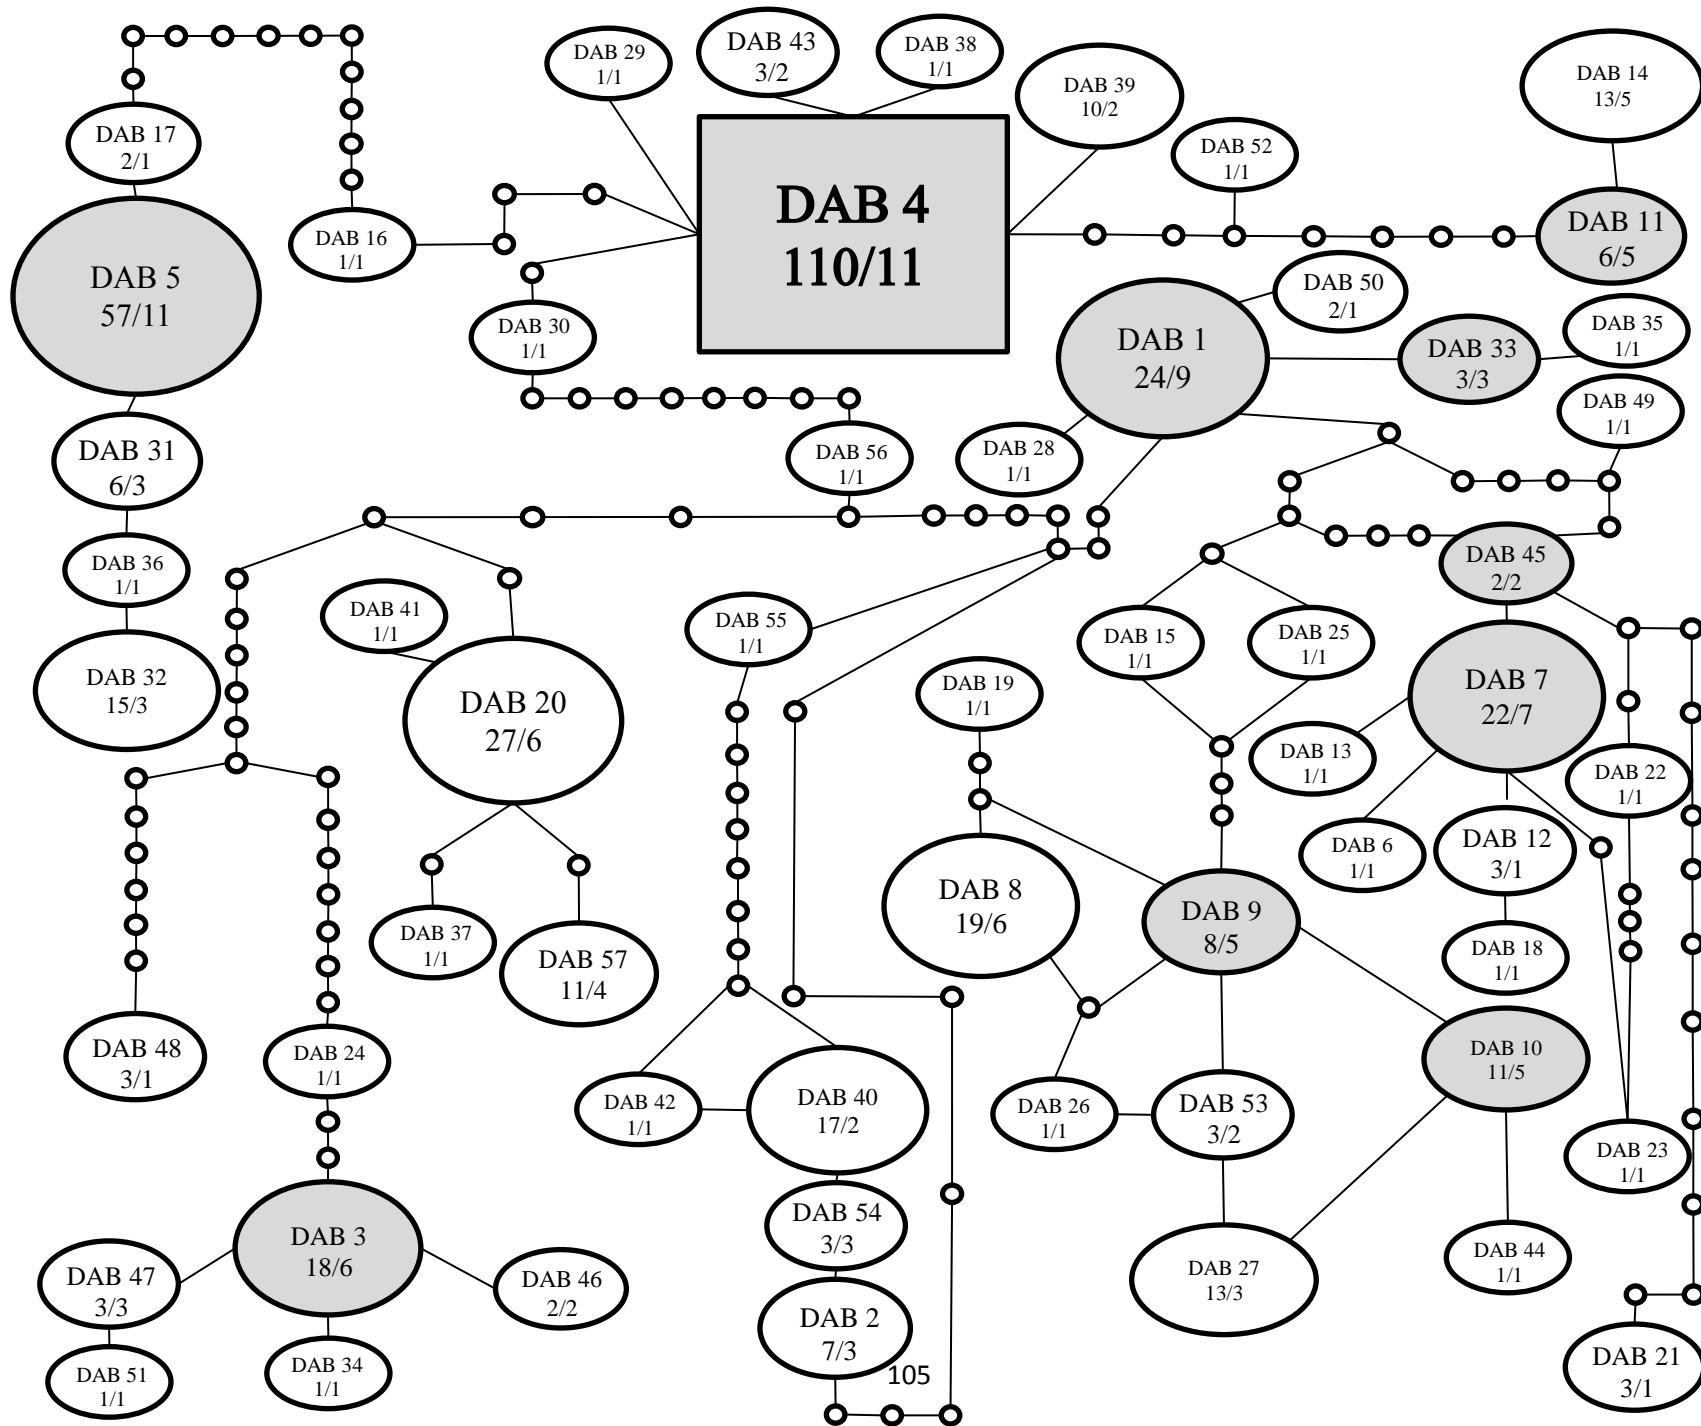 DAB 29
1/1
DAB 43
3/2
DAB 38
1/1
DAB 39
10/2
DAB 14
13/5
DAB 17
2/1
DAB 52
1/1
DAB 4
110/11
DAB 16
1/1
DAB 11
6/5
DAB 5
57/11
DAB 50
2/1
DAB 30
1/1
DAB 1
24/9
DAB 33
3/3
DAB 35
1/1
DAB 49
1/1
DAB 31
6/3
DAB 56
1/1
DAB 28
1/1
DAB 36
1/1
DAB 45
2/2
DAB 41
1/1
DAB 55
1/1
DAB 15
1/1
DAB 25
1/1
DAB 32
15/3
DAB 20
27/6
DAB 19
1/1
DAB 7
22/7
DAB 13
1/1
DAB 22
1/1
DAB 6
1/1
DAB 12
3/1
DAB 8
19/6
DAB 9
8/5
DAB 37
1/1
DAB 57
11/4
DAB 18
1/1
DAB 48
3/1
DAB 24
1/1
DAB 10
11/5
DAB 42
1/1
DAB 40
17/2
DAB 26
1/1
DAB 53
3/2
DAB 23
1/1
DAB 3
18/6
DAB 54
3/3
DAB 47
3/3
DAB 46
2/2
DAB 27
13/3
DAB 44
1/1
DAB 2
7/3
DAB 51
1/1
DAB 34
1/1
DAB 21
3/1
105